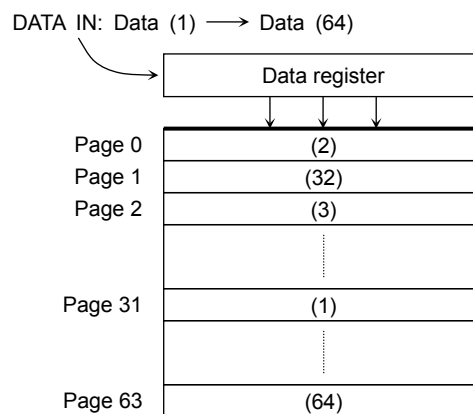 DATA IN: Data (1) → Data (64)
Data register
Page 0 (2)
Page 1 (32)
Page 2 (3)
Page 31 (1)
Page 63 (64)